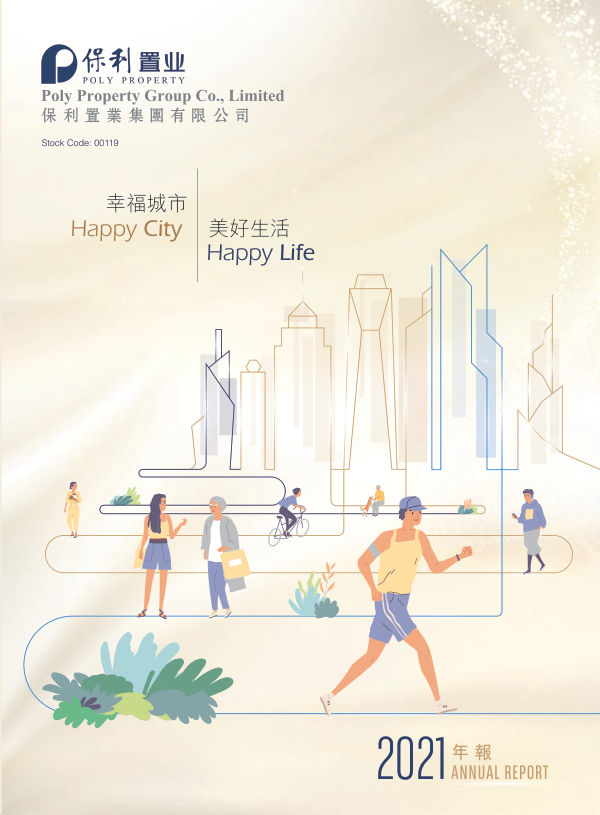 保利置业
POLY PROPERTY
Poly Property Group Co., Limited
保利置業集團有限公司
Stock Code: 00119
幸福城市
Happy City
美好生活
Happy Life
2021 年報
ANNUAL REPORT